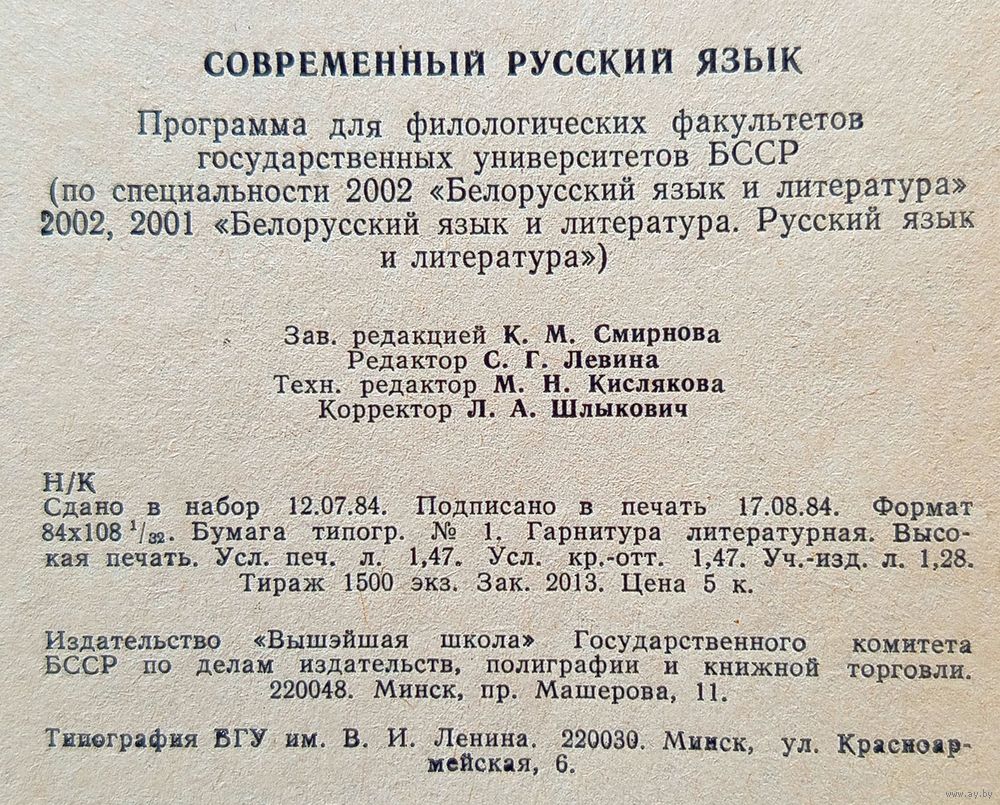 СОВРЕМЕННЫЙ РУССКИЙ ЯЗЫК
Программа для филологических факультетов
государственных университетов БССР
(по специальности 2002 «Белорусский язык и литература»
2002, 2001 «Белорусский язык и литература. Русский язык
и литература»)
Зав. редакцией К. М. Смирнова
Редактор С. Г. Левина
Техн. редактор М. Н. Кислякова
Корректор Л. А. Шлыкович
Н/К
Сдано в набор 12.07.84. Подписано в печать 17.08.84. Формат
84х108 1/32. Бумага типогр. № 1. Гарнитура литературная. Высо-
кая печать. Усл. печ. л. 1,47. Усл. кр.-отт. 1,47. Уч.-изд. л. 1,28.
Тираж 1500 экз. Зак. 2013. Цена 5 к.
Издательство «Вышэйшая школа» Государственного комитета
БССР по делам издательств, полиграфии и книжной торговли.
220048. Минск, пр. Машерова, 11.
Типография БГУ им. В. И. Ленина. 220030. Минск, ул. Красноар-
мейская, 6.
www.ay.by